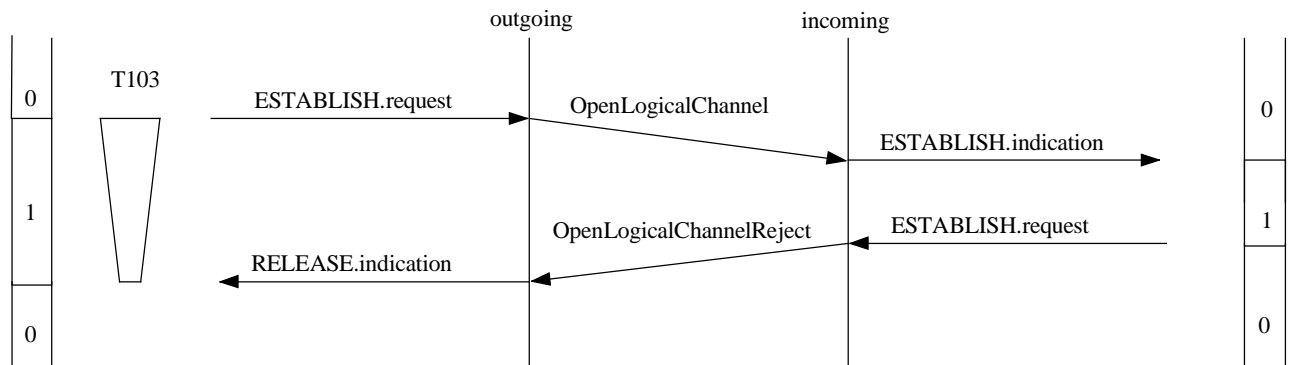 outgoing
incoming
T103
0
ESTABLISH.request
OpenLogicalChannel
0
ESTABLISH.indication
1
OpenLogicalChannelReject
ESTABLISH.request
1
RELEASE.indication
0
0